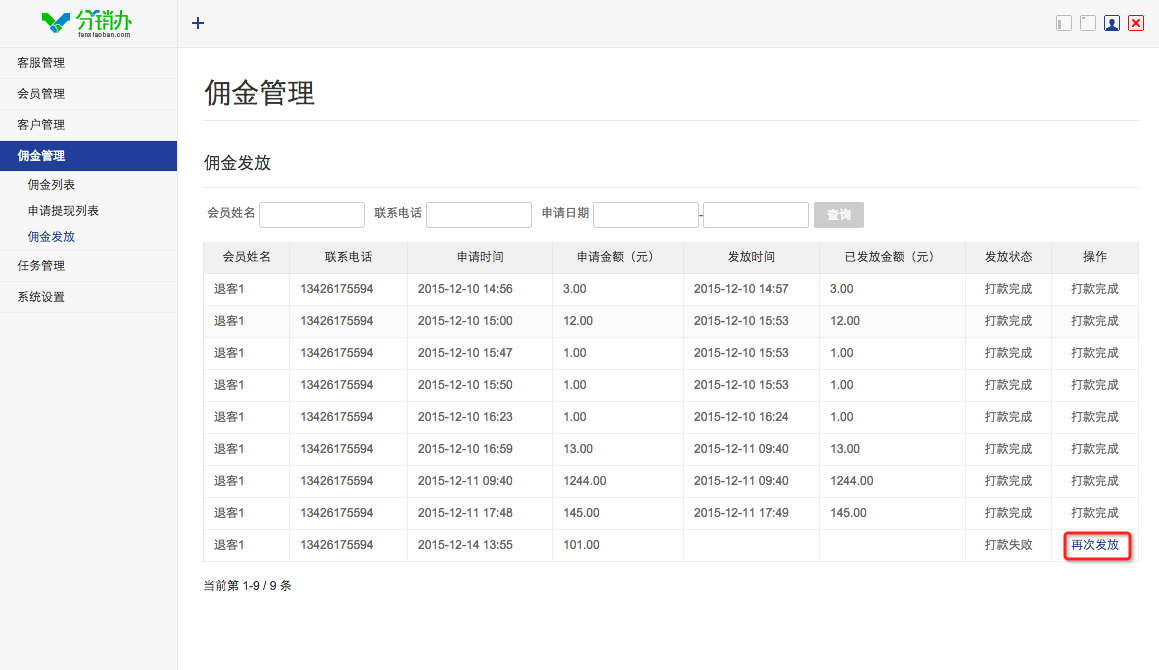 分销办
fenxiaoban.com
+
客服管理
会员管理
客户管理
佣金管理
佣金列表
申请提现列表
佣金发放
任务管理
系统设置
佣金管理
佣金发放
会员姓名 联系电话 申请日期 - 查询
会员姓名 联系电话 申请时间 申请金额（元） 发放时间 已发放金额（元） 发放状态 操作
退客1 13426175594 2015-12-10 14:56 3.00 2015-12-10 14:57 3.00 打款完成 打款完成
退客1 13426175594 2015-12-10 15:00 12.00 2015-12-10 15:53 12.00 打款完成 打款完成
退客1 13426175594 2015-12-10 15:47 1.00 2015-12-10 15:53 1.00 打款完成 打款完成
退客1 13426175594 2015-12-10 15:50 1.00 2015-12-10 15:53 1.00 打款完成 打款完成
退客1 13426175594 2015-12-10 16:23 1.00 2015-12-10 16:24 1.00 打款完成 打款完成
退客1 13426175594 2015-12-10 16:59 13.00 2015-12-11 09:40 13.00 打款完成 打款完成
退客1 13426175594 2015-12-11 09:40 1244.00 2015-12-11 09:40 1244.00 打款完成 打款完成
退客1 13426175594 2015-12-11 17:48 145.00 2015-12-11 17:49 145.00 打款完成 打款完成
退客1 13426175594 2015-12-14 13:55 101.00 打款失败 再次发放
当前第 1-9 / 9 条